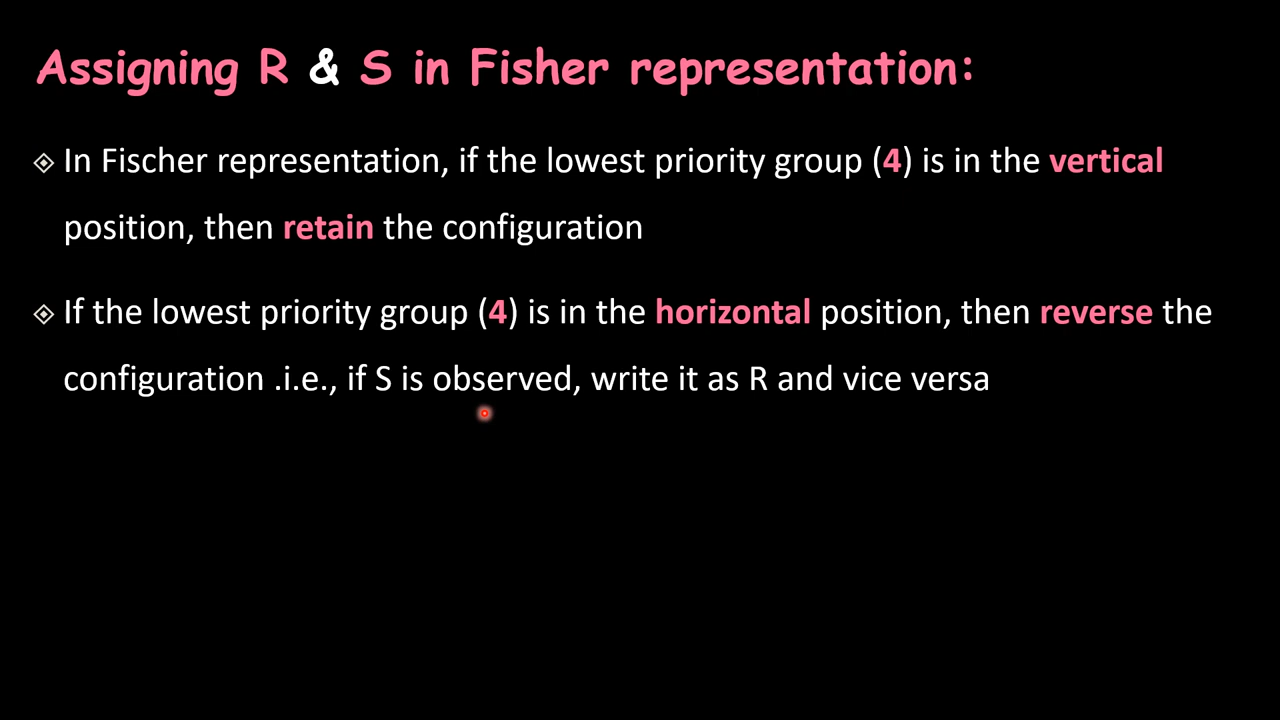 Assigning R & S in Fisher representation:
In Fischer representation, if the lowest priority group (4) is in the vertical
position, then retain the configuration
If the lowest priority group (4) is in the horizontal position, then reverse the
configuration .i.e., if S is observed, write it as R and vice versa